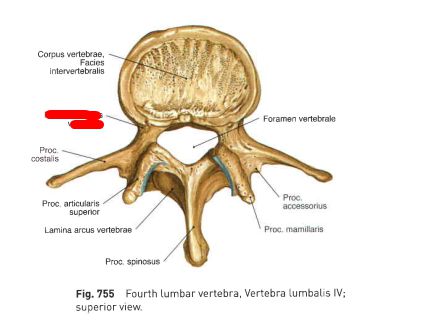 Corpus vertebrae,
Facies
intervertebralis
Foramen vertebrale
Proc.
costalis
Proc. articularis
superior
Lamina arcus vertebrae
Proc. spinosus
Proc.
accessorius
Proc. mamillaris
Fig. 755 Fourth lumbar vertebra, Vertebra lumbalis IV;
superior view.